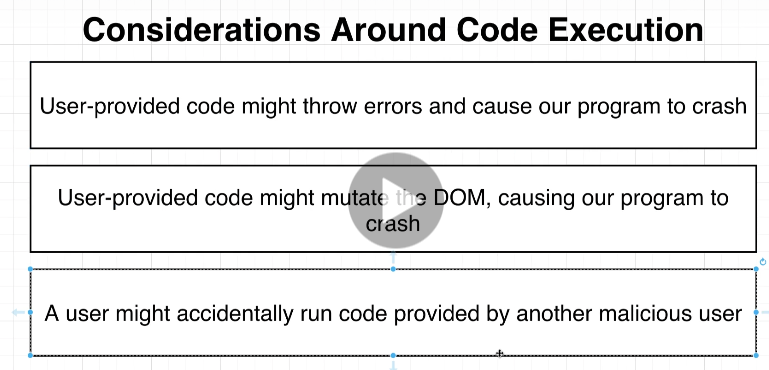 Considerations Around Code Execution
User-provided code might throw errors and cause our program to crash
User-provided code might mutate the DOM, causing our program to
crash
A user might accidentally run code provided by another malicious user